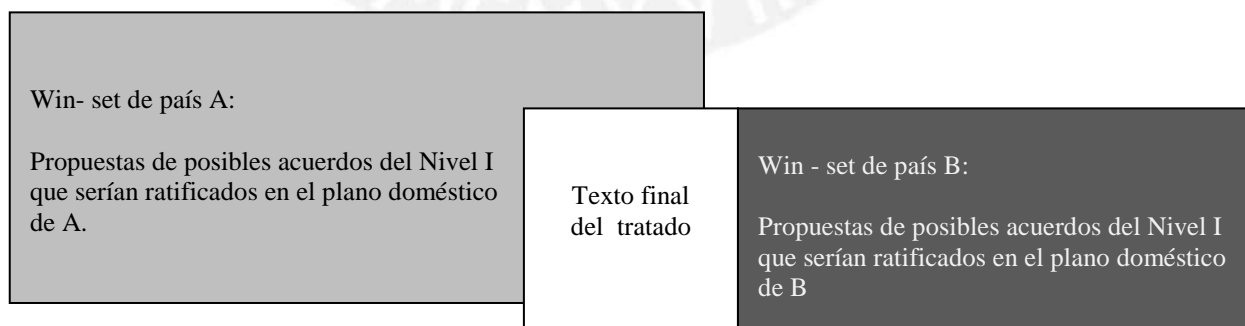 Win- set de país A:
Propuestas de posibles acuerdos del Nivel I
que serían ratificados en el plano doméstico
de A.
Texto final
del tratado
Win - set de país B:
Propuestas de posibles acuerdos del Nivel I
que serían ratificados en el plano doméstico
de B